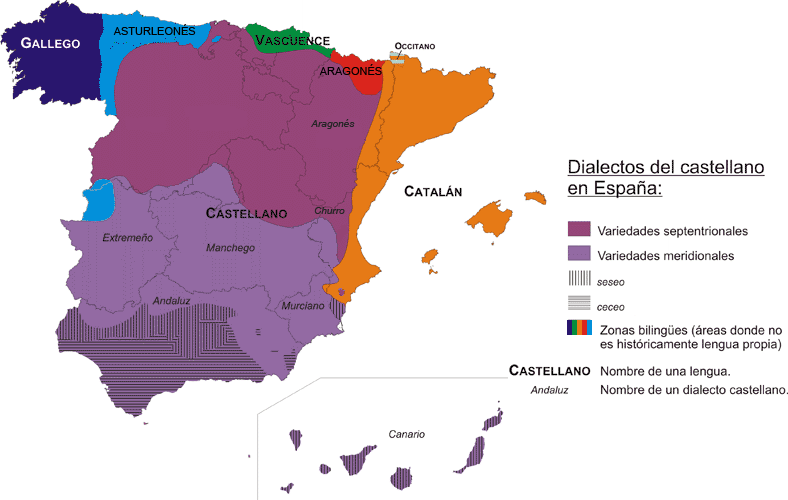 GALLEGO
ASTURLEONÉS
VASCUENCE
OCCITANO
ARAGONÉS
Aragonés
CATALÁN
CASTELLANO
Churro
Extremeño
Manchego
Andaluz
Murciano
Canario
Dialectos del castellano
en España:
Variedades septentrionales
Variedades meridionales
seseo
ceceo
Zonas bilingües (áreas donde no
es históricamente lengua propia)
CASTELLANO Nombre de una lengua.
Andaluz Nombre de un dialecto castellano.